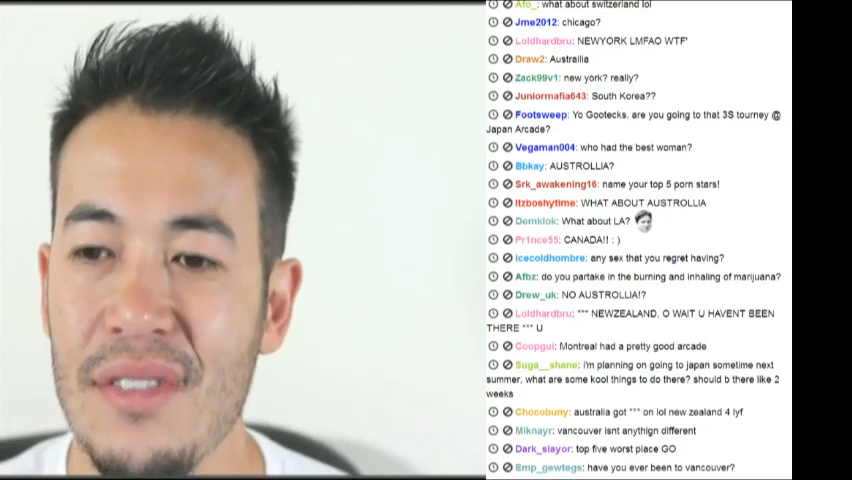 Afo_: what about switzerland lol
Jme2012: chicago?
Loldhardbru: NEWYORK LMFAO WTF'
Draw2: Austrailia
Zack99v1: new york? really?
Juniormafia643: South Korea??
Footsweep: Yo Gootecks, are you going to that 3S tourney @
Japan Arcade?
Vegaman004: who had the best woman?
Bbkay: AUSTROLLIA?
Srk_awakening16: name your top 5 porn stars!
Itzboshytime: WHAT ABOUT AUSTROLLIA
Demklok: What about LA?
Pr1nce55: CANADA!! : )
Icecoldhombre: any sex that you regret having?
Afbz: do you partake in the burning and inhaling of marijuana?
Drew_uk: NO AUSTROLLIA!?
Loldhardbru: *** NEWZEALAND, O WAIT U HAVENT BEEN
THERE *** U
Coopgui: Montreal had a pretty good arcade
Suga__shane: i'm planning on going to japan sometime next
summer, what are some kool things to do there? should b there like 2
weeks
Chocobuny: australia got *** on lol new zealand 4 lyf
Miknayr: vancouver isnt anythign different
Dark_slayor: top five worst place GO
Emp_gewtegs: have you ever been to vancouver?